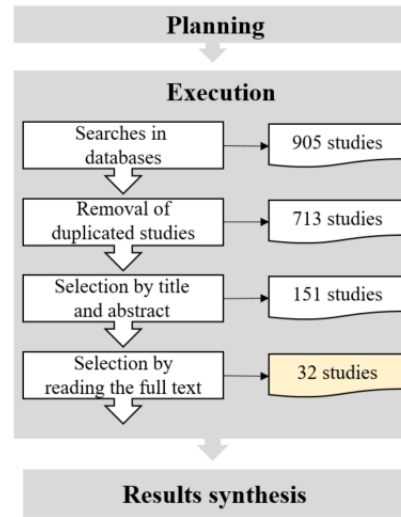 Planning
Execution
Searches in
databases
905 studies
Removal of
duplicated studies
713 studies
Selection by title
and abstract
151 studies
Selection by
reading the full text
32 studies
Results synthesis